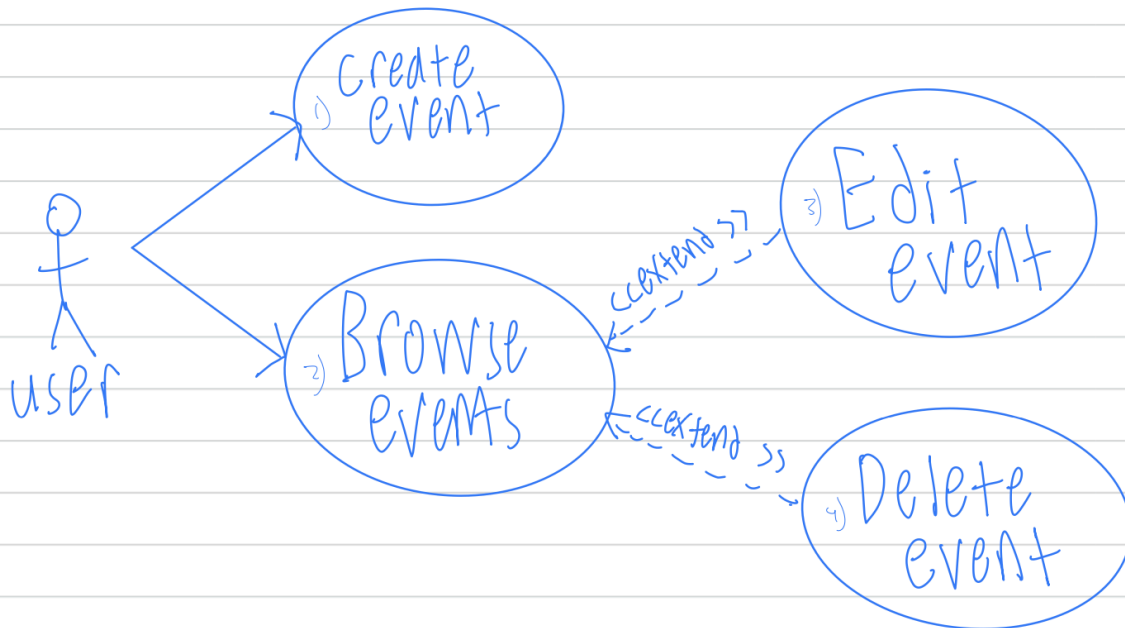 create
1) event
user
2) Browse
events
<<extend>>
3) Edit
event
<<extend>>
4) Delete
event